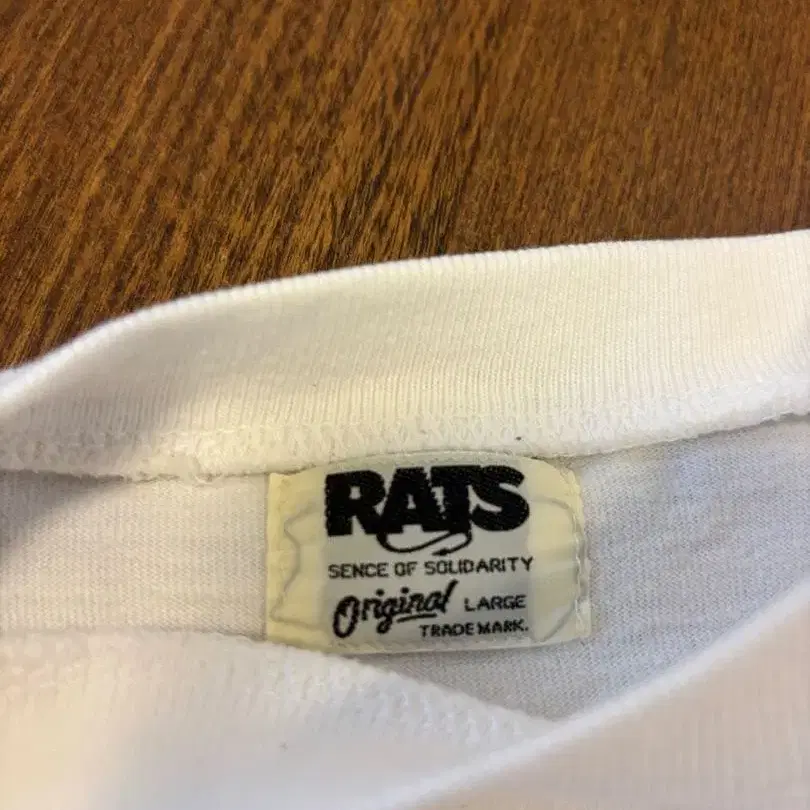 RATS
SENCE OF SOLIDARITY
Original LARGE
TRADE MARK.